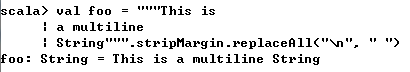 scala> val foo = """This is
     | a multiline
     | String""".stripMargin.replaceAll("\n", " ")
foo: String = This is a multiline String